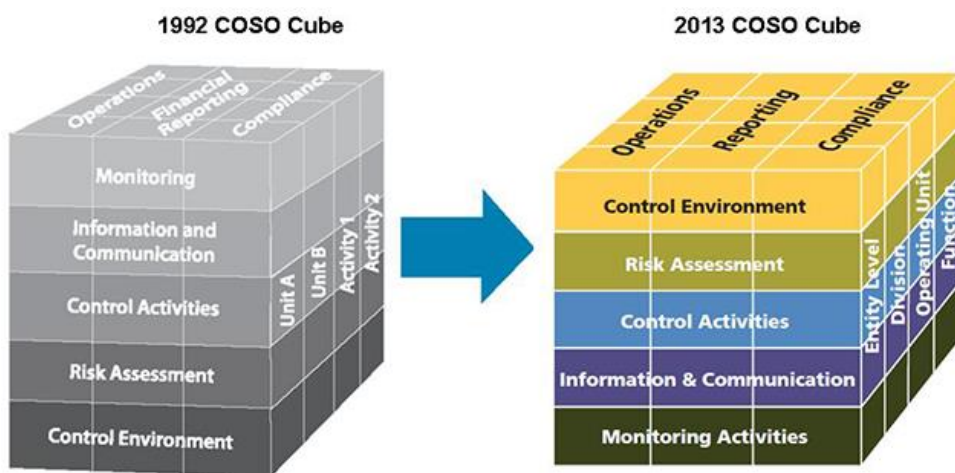 1992 COSO Cube
Operations
Financial
Reporting
Compliance
Monitoring
Information and
Communication
Control Activities
Risk Assessment
Control Environment
Unit A
Unit B
Activity 1
Activity 2
2013 COSO Cube
Operations
Reporting
Compliance
Control Environment
Risk Assessment
Control Activities
Information & Communication
Monitoring Activities
Entity Level
Division
Operating Unit
Function